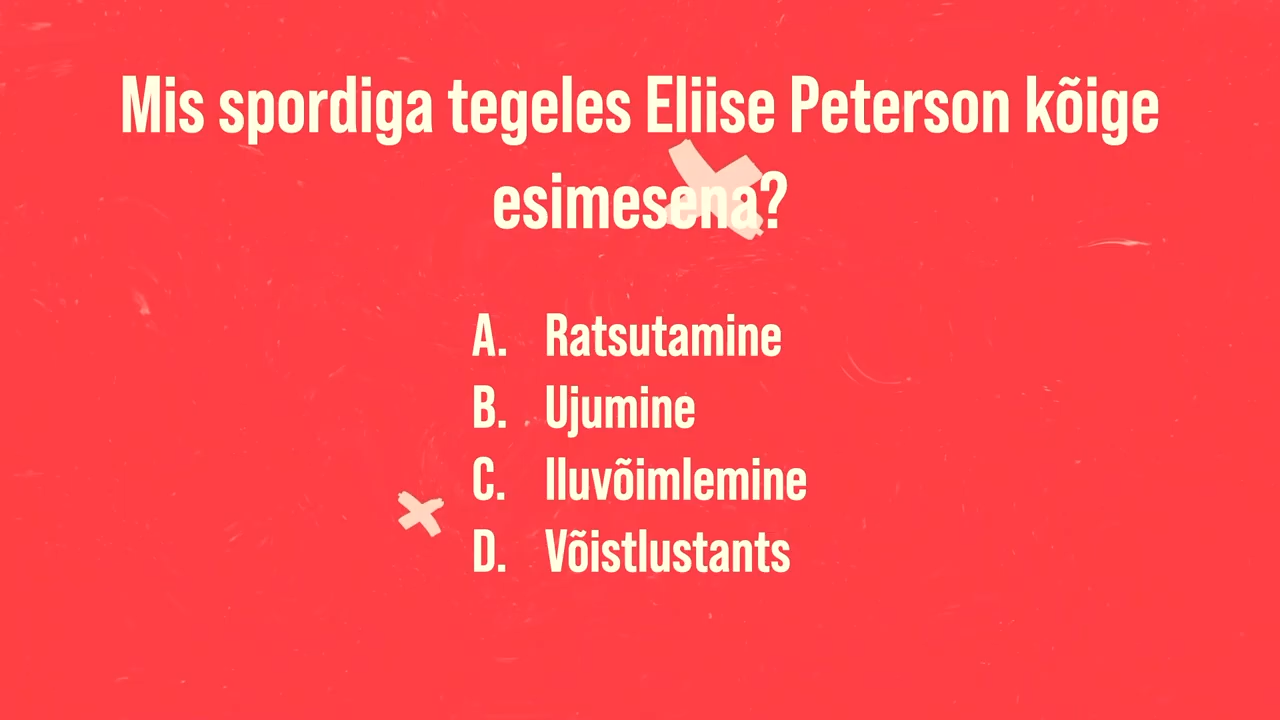 Mis spordiga tegeles Eliise Peterson kõige
esimesena?
A. Ratsutamine
B. Ujumine
C. Iluvõimlemine
D. Võistlustants